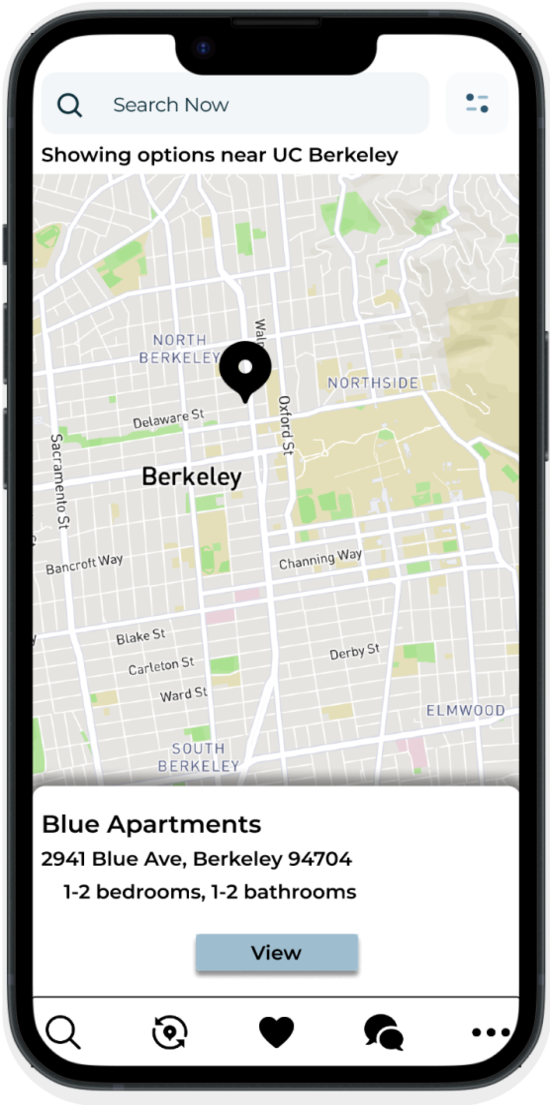 Search Now
Showing options near UC Berkeley
NORTH
BERKELEY
NORTHSIDE
Delaware St
Oxford St
Sacramento St
Berkeley
Bancroft Way
Channing Way
Blake St
Carleton St
Derby St
Ward St
ELMWOOD
SOUTH
BERKELEY
Blue Apartments
2941 Blue Ave, Berkeley 94704
1-2 bedrooms, 1-2 bathrooms
View